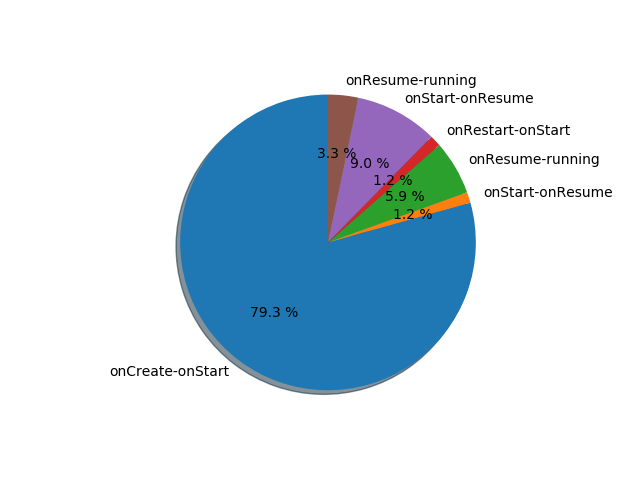 onResume-running
onStart-onResume
onRestart-onStart
onResume-running
onStart-onResume
3.3 %
9.0 %
1.2 %
5.9 %
1.2 %
79.3 %
onCreate-onStart